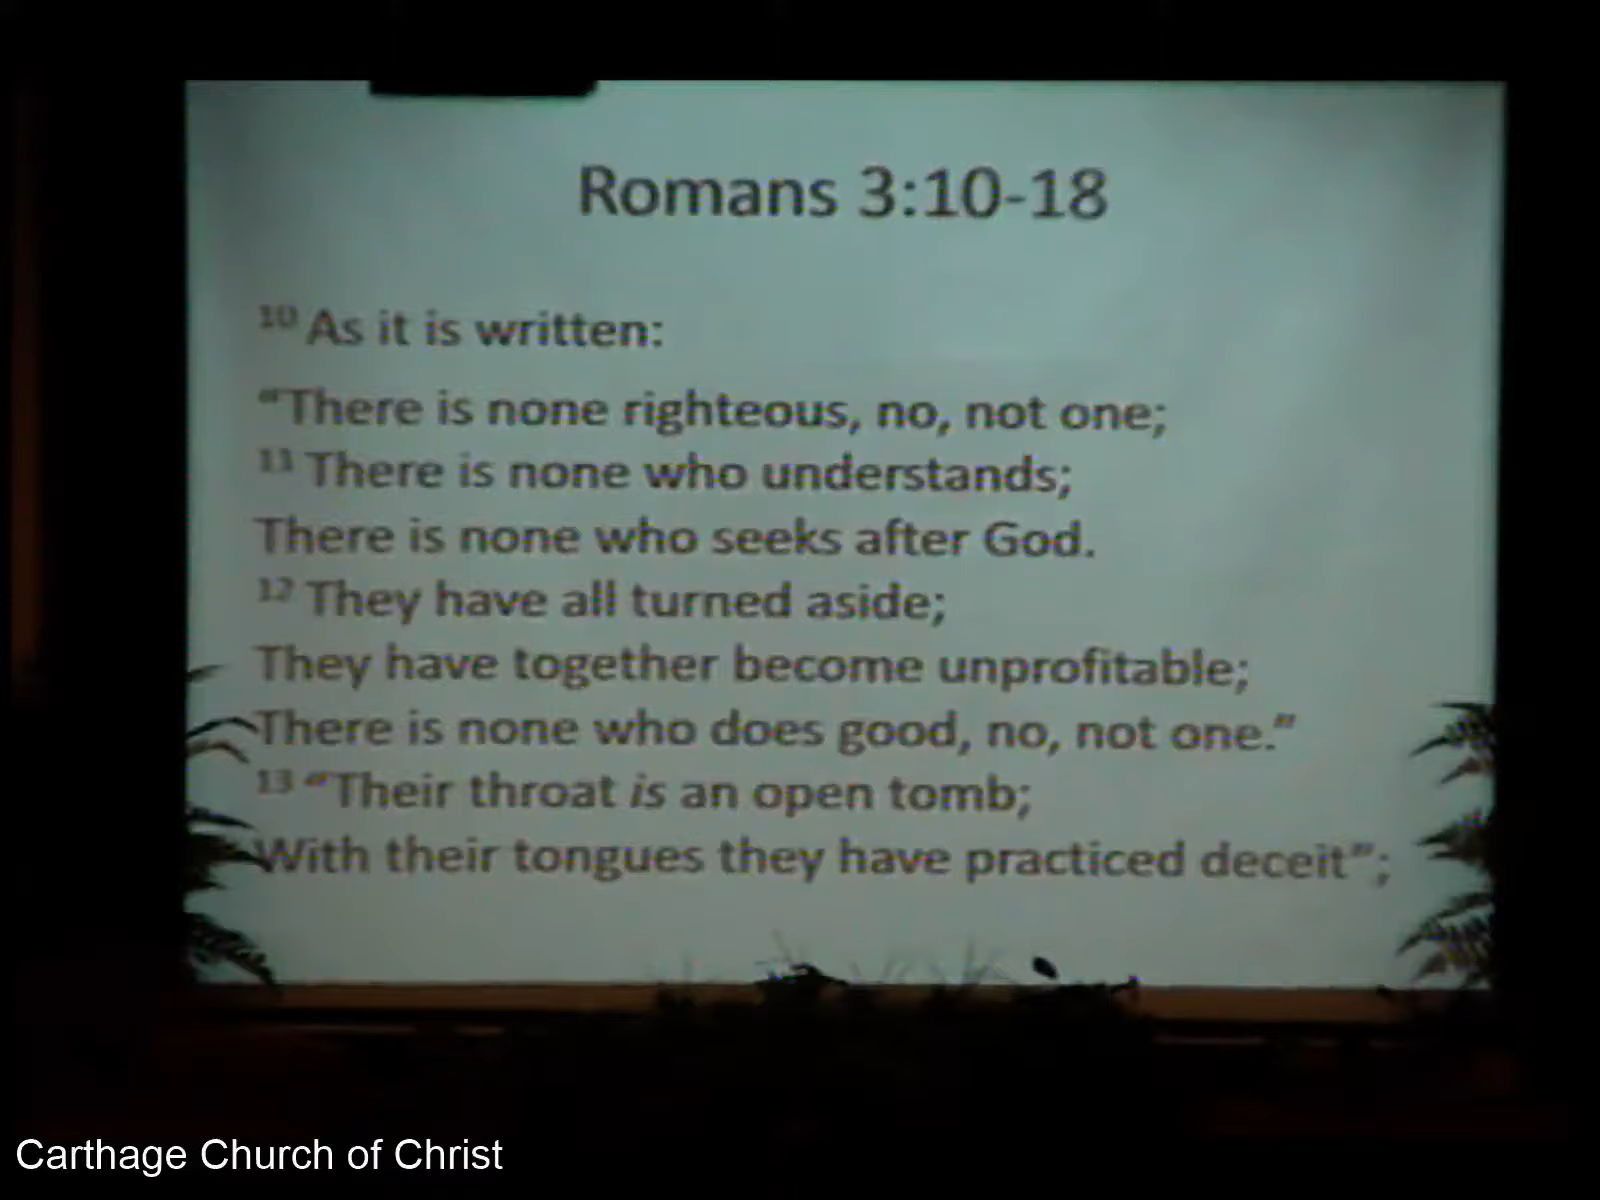 Romans 3:10-18
10 As it is written:
“There is none righteous, no, not one;
11 There is none who understands;
There is none who seeks after God.
12 They have all turned aside;
They have together become unprofitable;
There is none who does good, no, not one.”
13 “Their throat is an open tomb;
With their tongues they have practiced deceit”;
Carthage Church of Christ